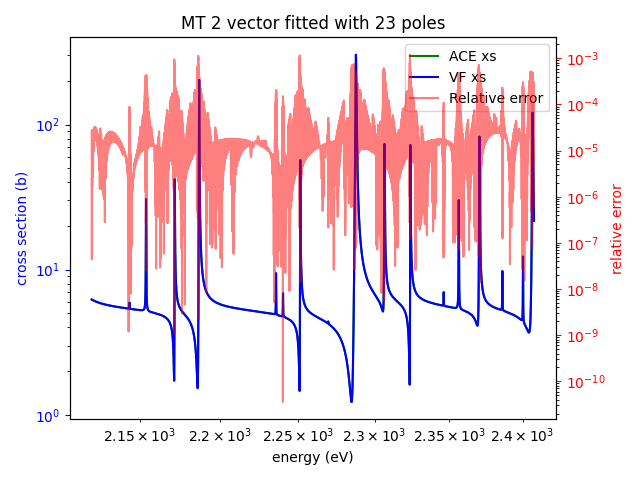 MT 2 vector fitted with 23 poles
ACE xs
VF xs
Relative error
cross section (b)
10²
10¹
10⁰
relative error
10⁻³
10⁻⁴
10⁻⁵
10⁻⁶
10⁻⁷
10⁻⁸
10⁻⁹
10⁻¹⁰
2.15 × 10³ 2.2 × 10³ 2.25 × 10³ 2.3 × 10³ 2.35 × 10³ 2.4 × 10³
energy (eV)